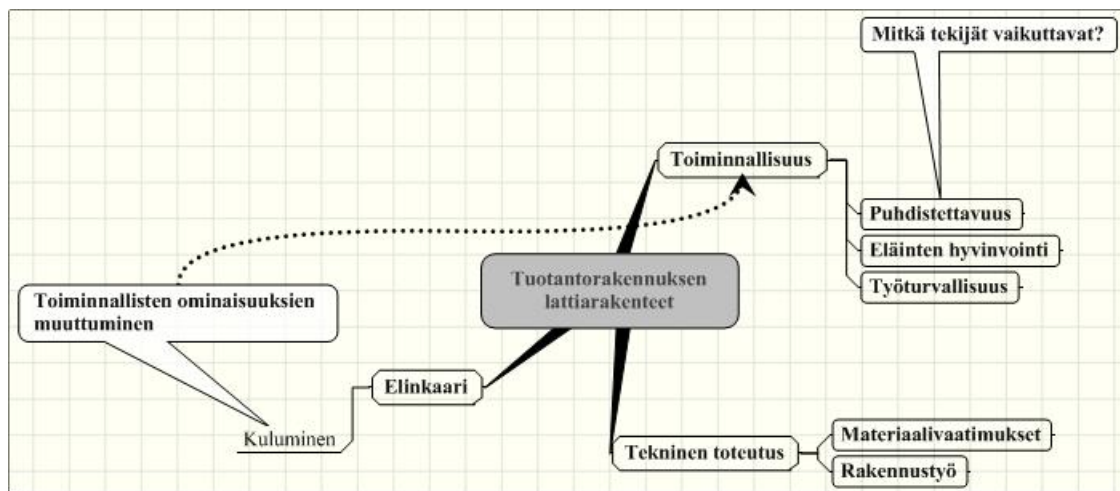 Mitkä tekijät vaikuttavat?
Toiminnallisuus
Puhdistettavuus
Eläinten hyvinvointi
Työturvallisuus
Tuotantorakennuksen
lattiarakenteet
Toiminnallisten ominaisuuksien
muuttuminen
Elinkaari
Kuluminen
Tekninen toteutus
Materiaalivaatimukset
Rakennustyö